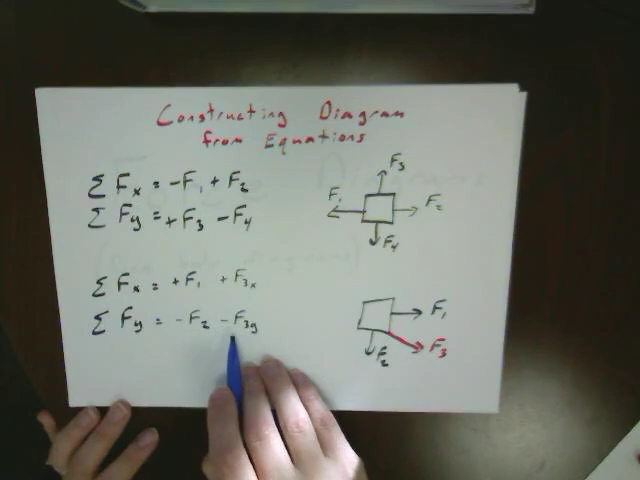 Constructing Diagram
from Equations
Σ Fx = -F1 + F2
Σ Fy = +F3 - F4
F3
F1
F2
F4
Σ Fx = +F1 + F3x
Σ Fy = -F2 - F3y
F1
F2
F3